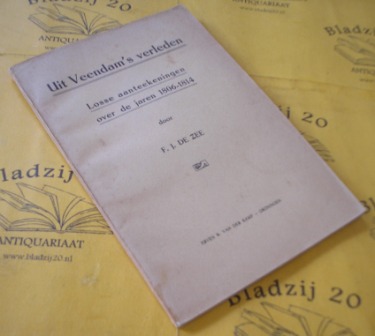 Uit Veendam's verleden
Losse aanteekeningen
over de jaren 1806-1814
door
F. J. DE ZEE
Bladzij 20
ANTIQUARIAAT
www.bladzij20.nl
Bladzij 20
ANTIQUARIAAT
Bladzij 20